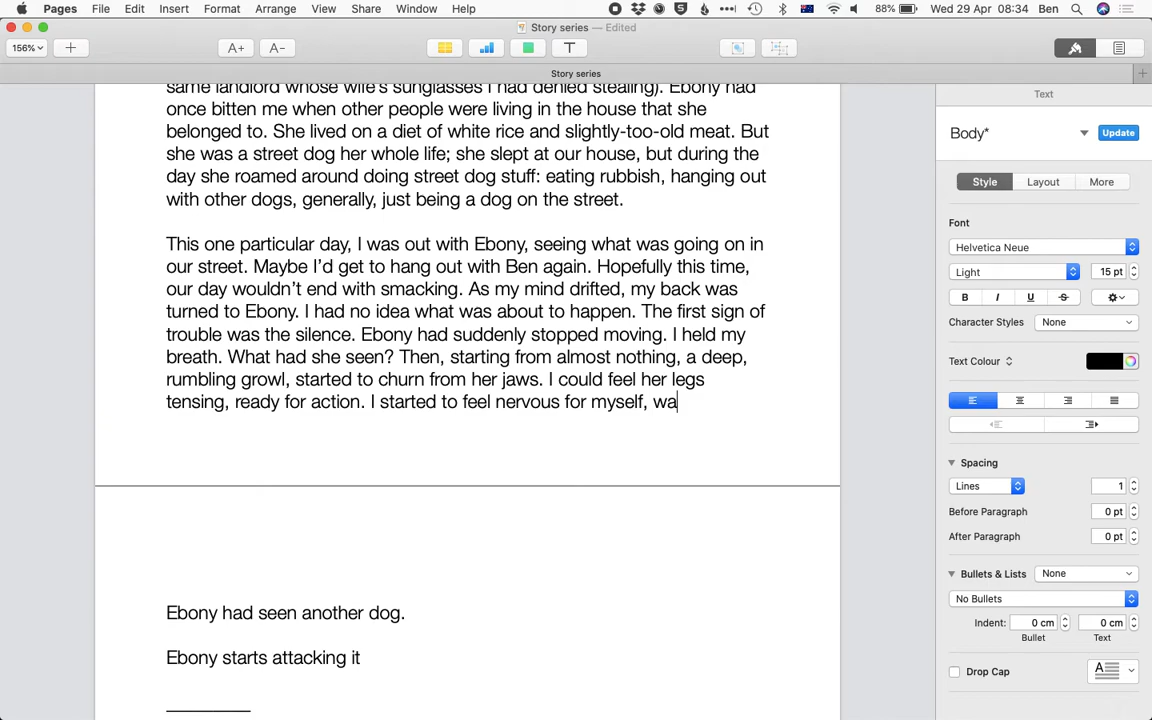 Pages File Edit Insert Format Arrange View Share Window Help 88% Wed 29 Apr 08:34 Ben
Story series — Edited
156% A+ A- T
Story series
same landlord whose wife's sunglasses I had denied stealing). Ebony had
once bitten me when other people were living in the house that she
belonged to. She lived on a diet of white rice and slightly-too-old meat. But
she was a street dog her whole life; she slept at our house, but during the
day she roamed around doing street dog stuff: eating rubbish, hanging out
with other dogs, generally, just being a dog on the street.
This one particular day, I was out with Ebony, seeing what was going on in
our street. Maybe I'd get to hang out with Ben again. Hopefully this time,
our day wouldn't end with smacking. As my mind drifted, my back was
turned to Ebony. I had no idea what was about to happen. The first sign of
trouble was the silence. Ebony had suddenly stopped moving. I held my
breath. What had she seen? Then, starting from almost nothing, a deep,
rumbling growl, started to churn from her jaws. I could feel her legs
tensing, ready for action. I started to feel nervous for myself, wa
Ebony had seen another dog.
Ebony starts attacking it
Text
Body* Update
Style Layout More
Font
Helvetica Neue
Light 15 pt
B I U S
Character Styles None
Text Colour
Spacing
Lines 1
Before Paragraph 0 pt
After Paragraph 0 pt
Bullets & Lists None
No Bullets
Indent: 0 cm 0 cm
Bullet Text
Drop Cap A